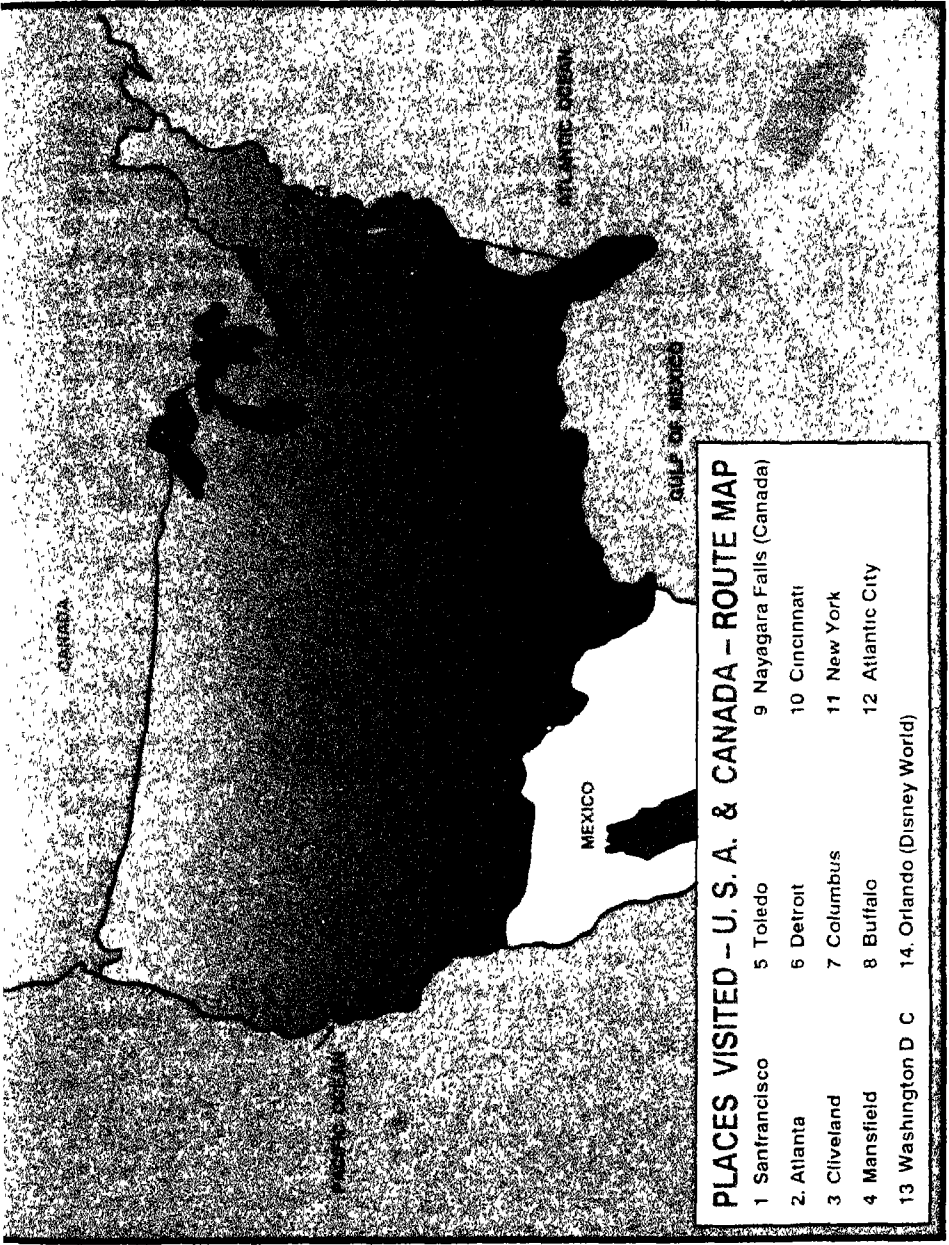 CANADA
ATLANTIC OCEAN
PACIFIC OCEAN
GULF OF MEXICO
MEXICO
PLACES VISITED – U. S. A. & CANADA – ROUTE MAP
1 Sanfrancisco 5 Toledo 9 Nayagara Falls (Canada)
2. Atlanta 6 Detroit 10 Cincinnati
3 Cliveland 7 Columbus 11 New York
4 Mansfield 8 Buffalo 12 Atlantic City
13 Washington D C 14. Orlando (Disney World)